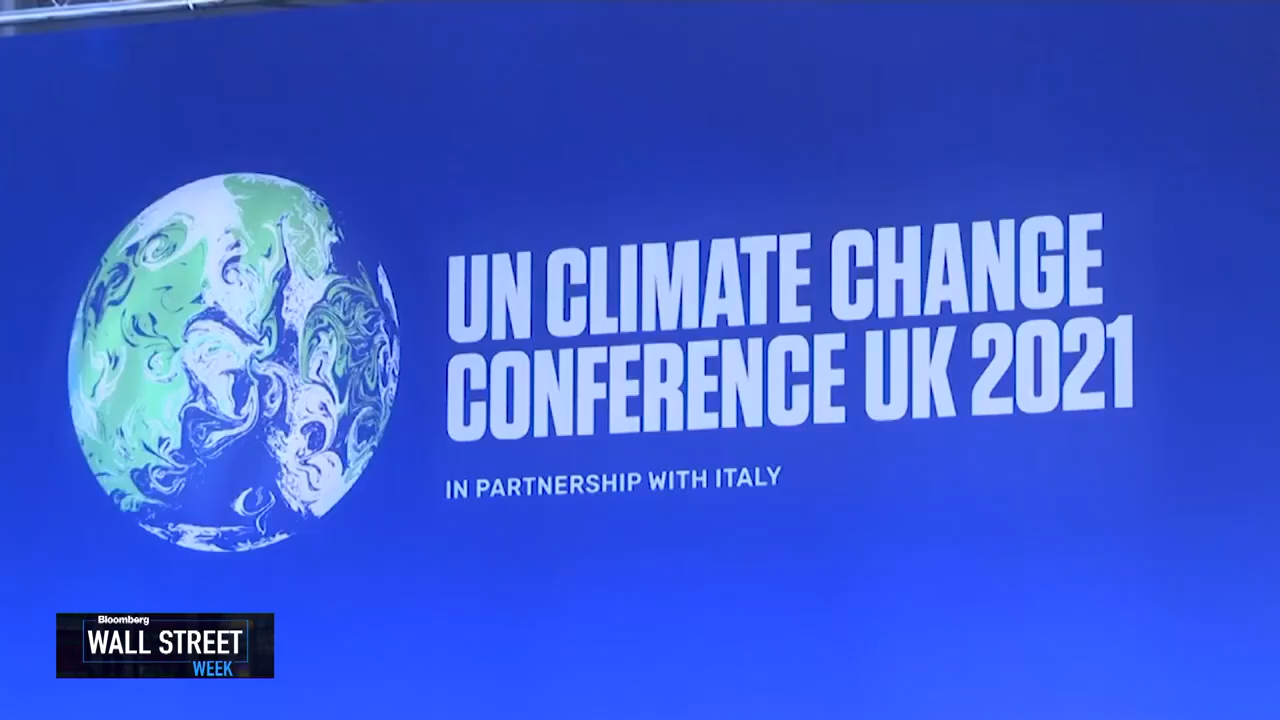 UN CLIMATE CHANGE
CONFERENCE UK 2021
IN PARTNERSHIP WITH ITALY
Bloomberg
WALL STREET
WEEK